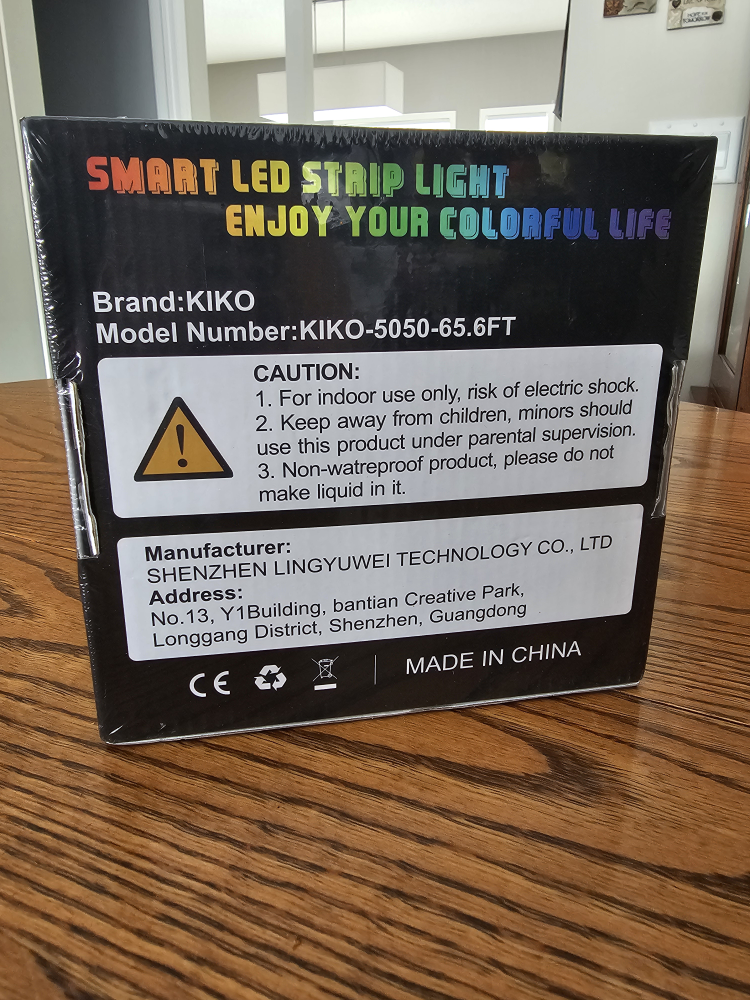 SMART LED STRIP LIGHT
ENJOY YOUR COLORFUL LIFE
Brand:KIKO
Model Number:KIKO-5050-65.6FT
CAUTION:
1. For indoor use only, risk of electric shock.
2. Keep away from children, minors should
use this product under parental supervision.
3. Non-watreproof product, please do not
make liquid in it.
Manufacturer:
SHENZHEN LINGYUWEI TECHNOLOGY CO., LTD
Address:
No.13, Y1Building, bantian Creative Park,
Longgang District, Shenzhen, Guangdong
CE
MADE IN CHINA